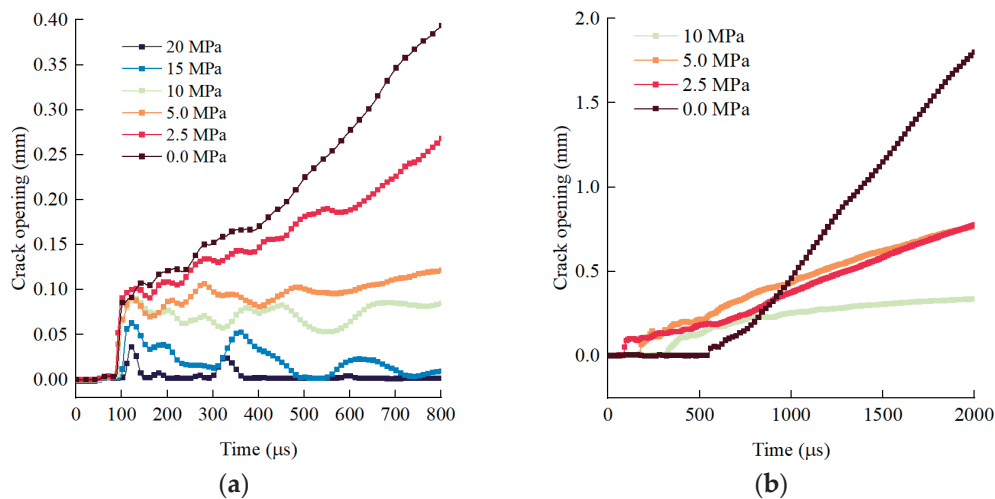 0.40
0.35
0.30
0.25
0.20
0.15
0.10
0.05
0.00
Crack opening (mm)
20 MPa
15 MPa
10 MPa
5.0 MPa
2.5 MPa
0.0 MPa
0 100 200 300 400 500 600 700 800
Time (μs)
(a)
2.0
1.5
1.0
0.5
0.0
Crack opening (mm)
10 MPa
5.0 MPa
2.5 MPa
0.0 MPa
0 500 1000 1500 2000
Time (μs)
(b)